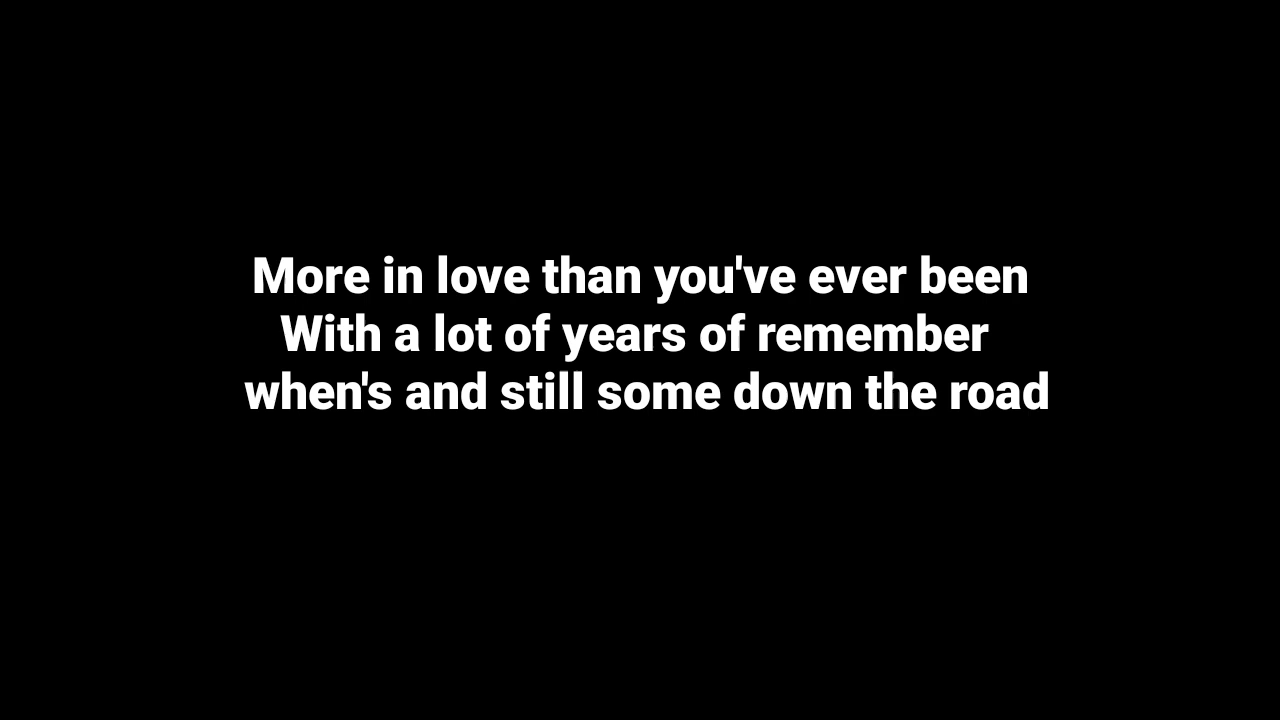 More in love than you've ever been
With a lot of years of remember
when's and still some down the road